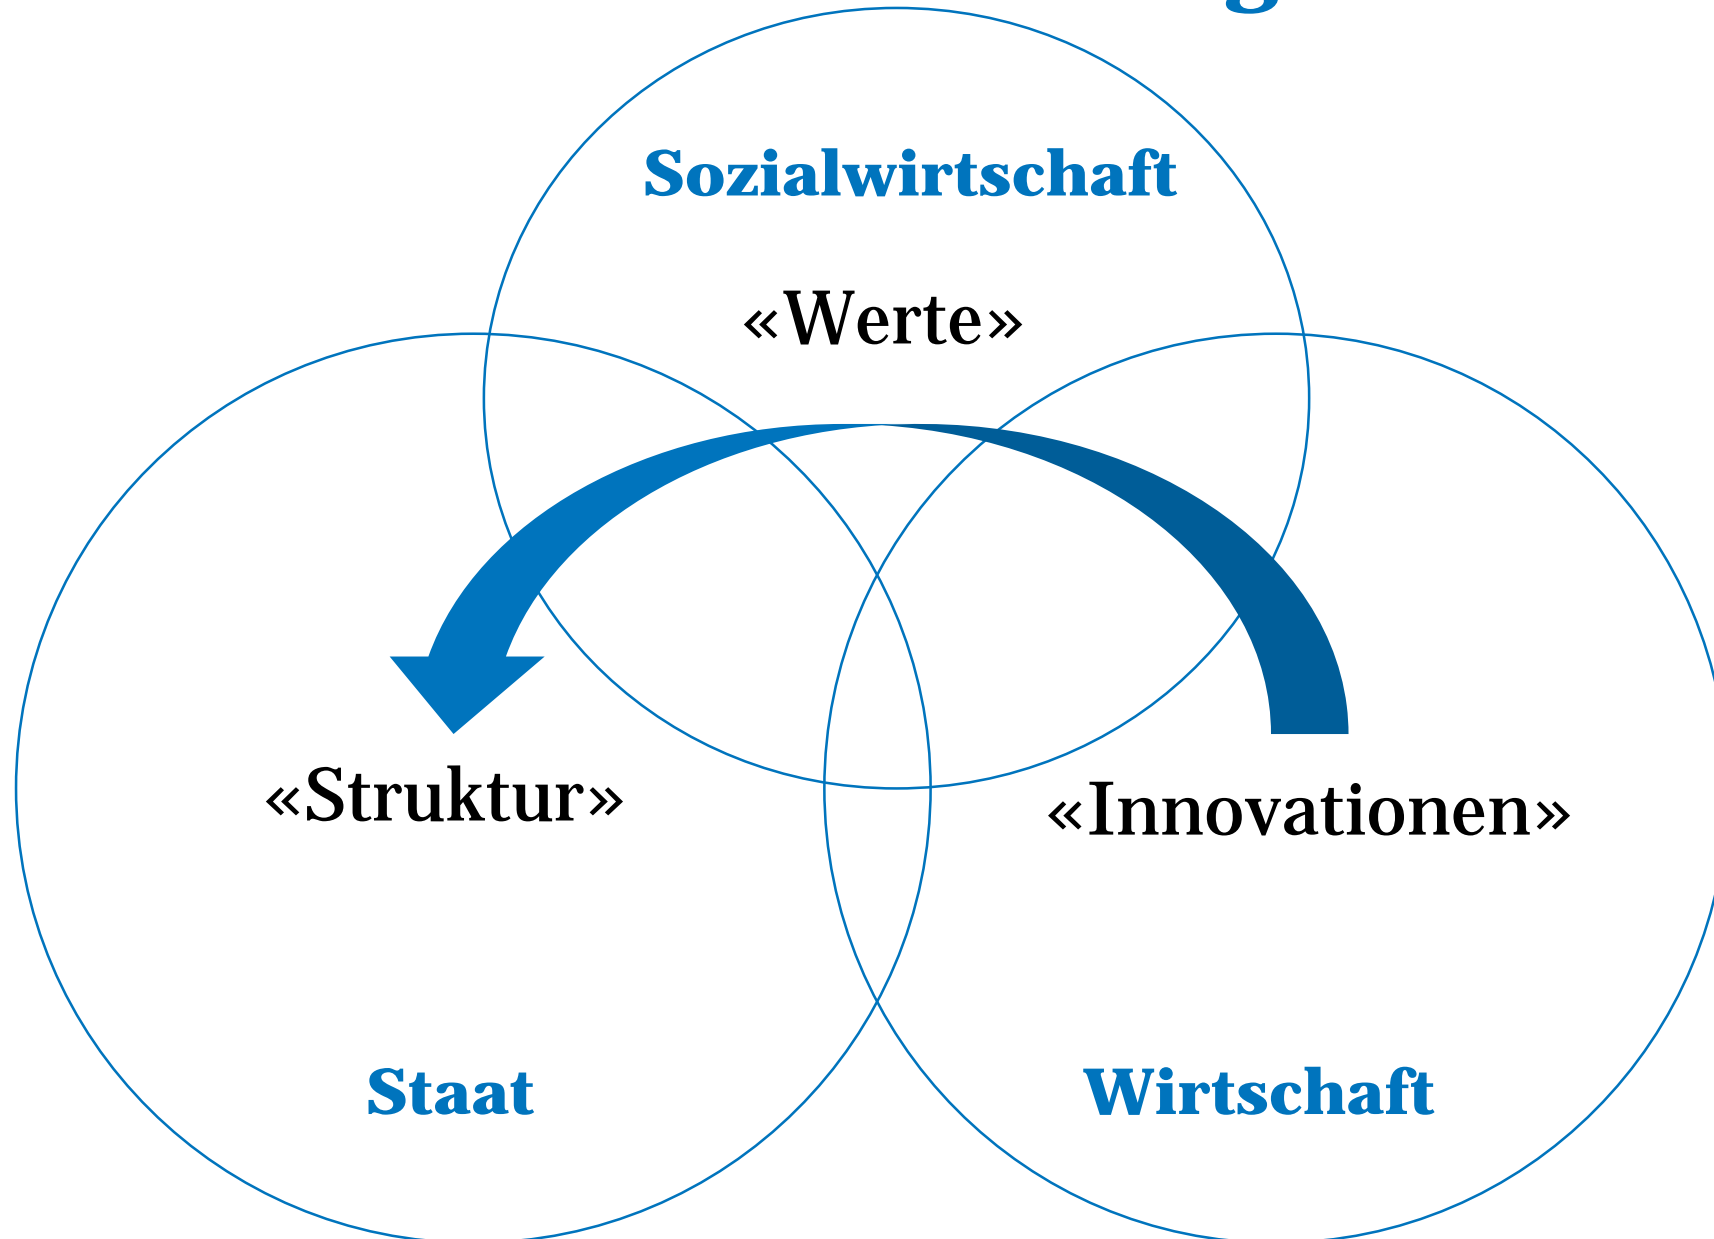 Sozialwirtschaft
«Werte»
«Struktur»
«Innovationen»
Staat
Wirtschaft